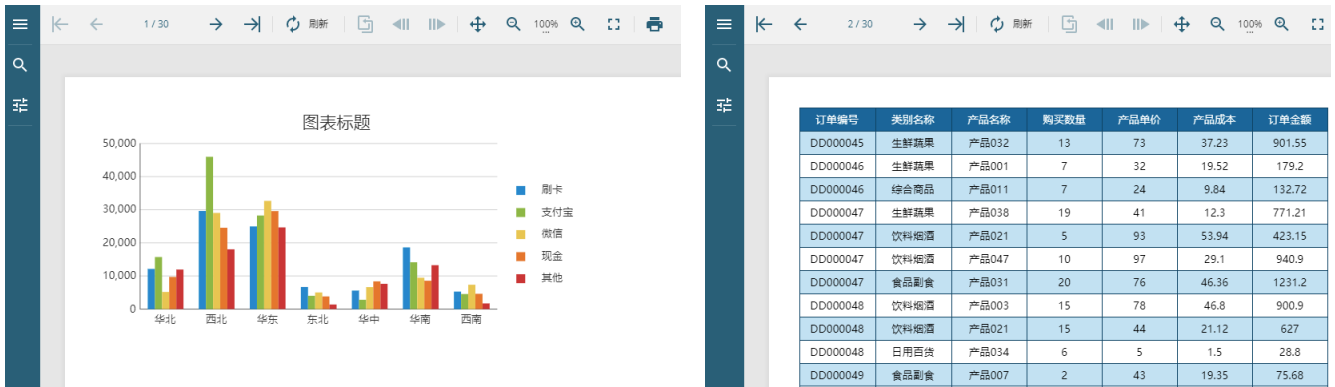 1 / 30
刷新
100%
图表标题
50,000
40,000
30,000
20,000
10,000
0
华北 西北 华东 东北 华中 华南 西南
刷卡
支付宝
微信
现金
其他
2 / 30
刷新
100%
订单编号 类别名称 产品名称 购买数量 产品单价 产品成本 订单金额
DD000045 生鲜蔬果 产品032 13 73 37.23 901.55
DD000046 生鲜蔬果 产品001 7 32 19.52 179.2
DD000046 综合商品 产品011 7 24 9.84 132.72
DD000047 生鲜蔬果 产品038 19 41 12.3 771.21
DD000047 饮料烟酒 产品021 5 93 53.94 423.15
DD000047 饮料烟酒 产品047 10 97 29.1 940.9
DD000047 食品副食 产品031 20 76 46.36 1231.2
DD000048 饮料烟酒 产品003 15 78 46.8 900.9
DD000048 饮料烟酒 产品021 15 44 21.12 627
DD000048 日用百货 产品034 6 5 1.5 28.8
DD000049 食品副食 产品007 2 43 19.35 75.68